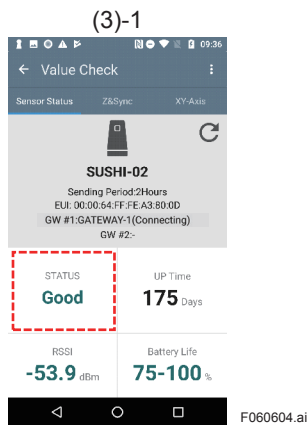 (3)-1
09:36
Value Check
Sensor Status Z&Sync XY-Axis
SUSHI-02
Sending Period:2Hours
EUI: 00:00:64:FF:FE:A3:80:0D
GW #1:GATEWAY-1(Connecting)
GW #2:-
STATUS
Good
UP Time
175 Days
RSSI
-53.9 dBm
Battery Life
75-100 %
F060604.ai